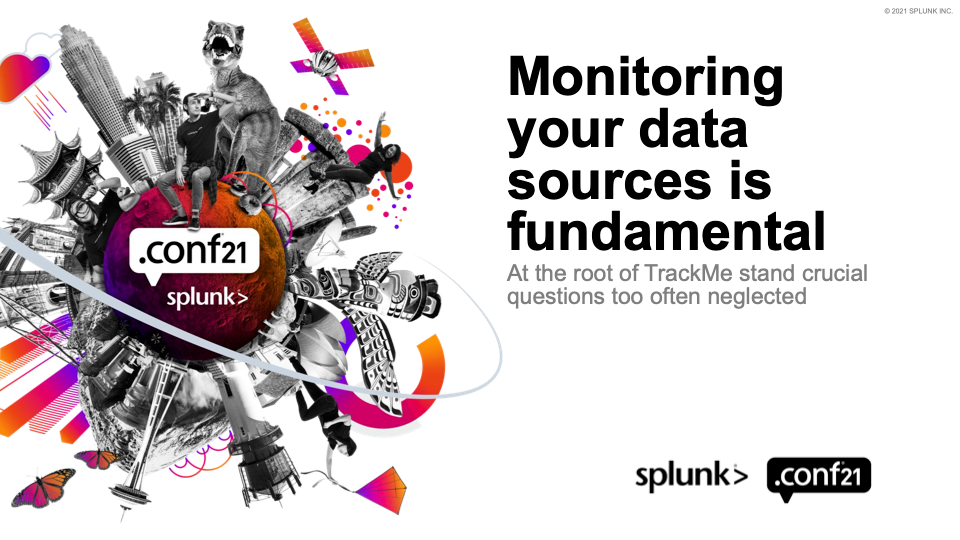 © 2021 SPLUNK INC.
Monitoring
your data
sources is
fundamental
At the root of TrackMe stand crucial
questions too often neglected
.conf21
splunk>
splunk> .conf21